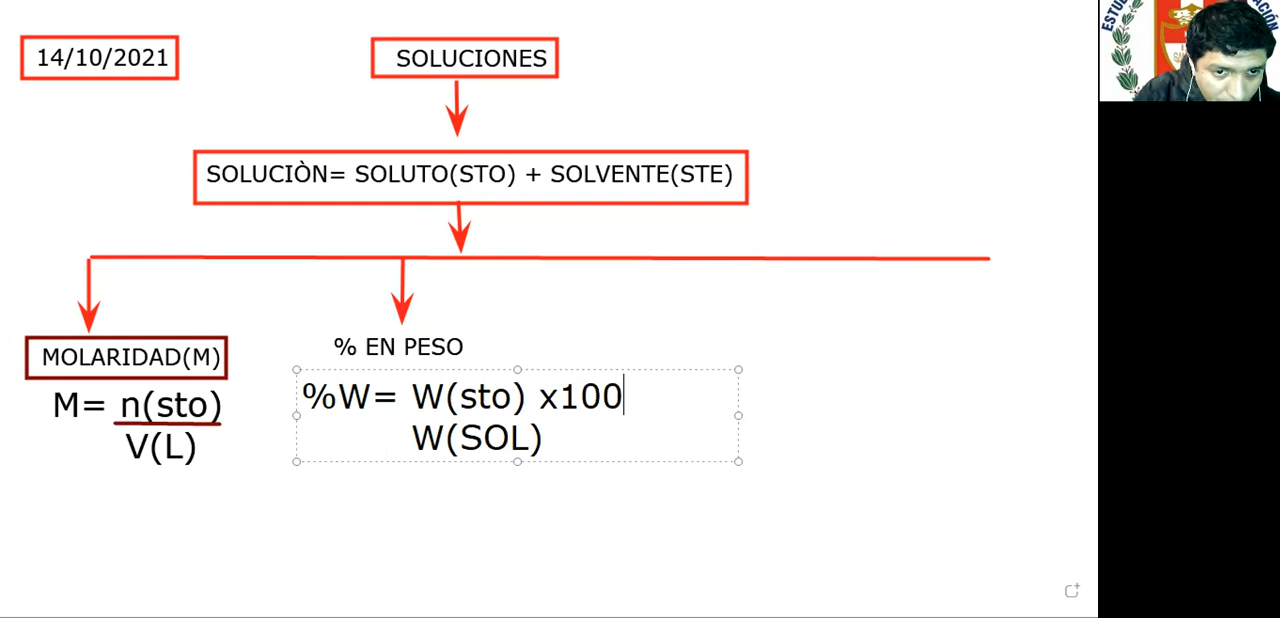 14/10/2021
SOLUCIONES
SOLUCIÒN= SOLUTO(STO) + SOLVENTE(STE)
MOLARIDAD(M)
M= n(sto)
V(L)
% EN PESO
%W= W(sto) x100
W(SOL)